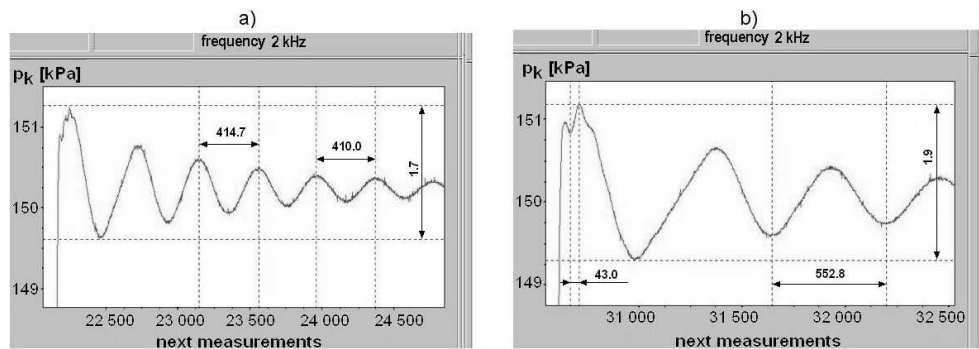 a)
frequency 2 kHz
pk [kPa]
151
150
149
414.7
410.0
1.7
22 500 23 000 23 500 24 000 24 500
next measurements
b)
frequency 2 kHz
pk [kPa]
151
150
149
1.9
43.0
552.8
31 000 31 500 32 000 32 500
next measurements